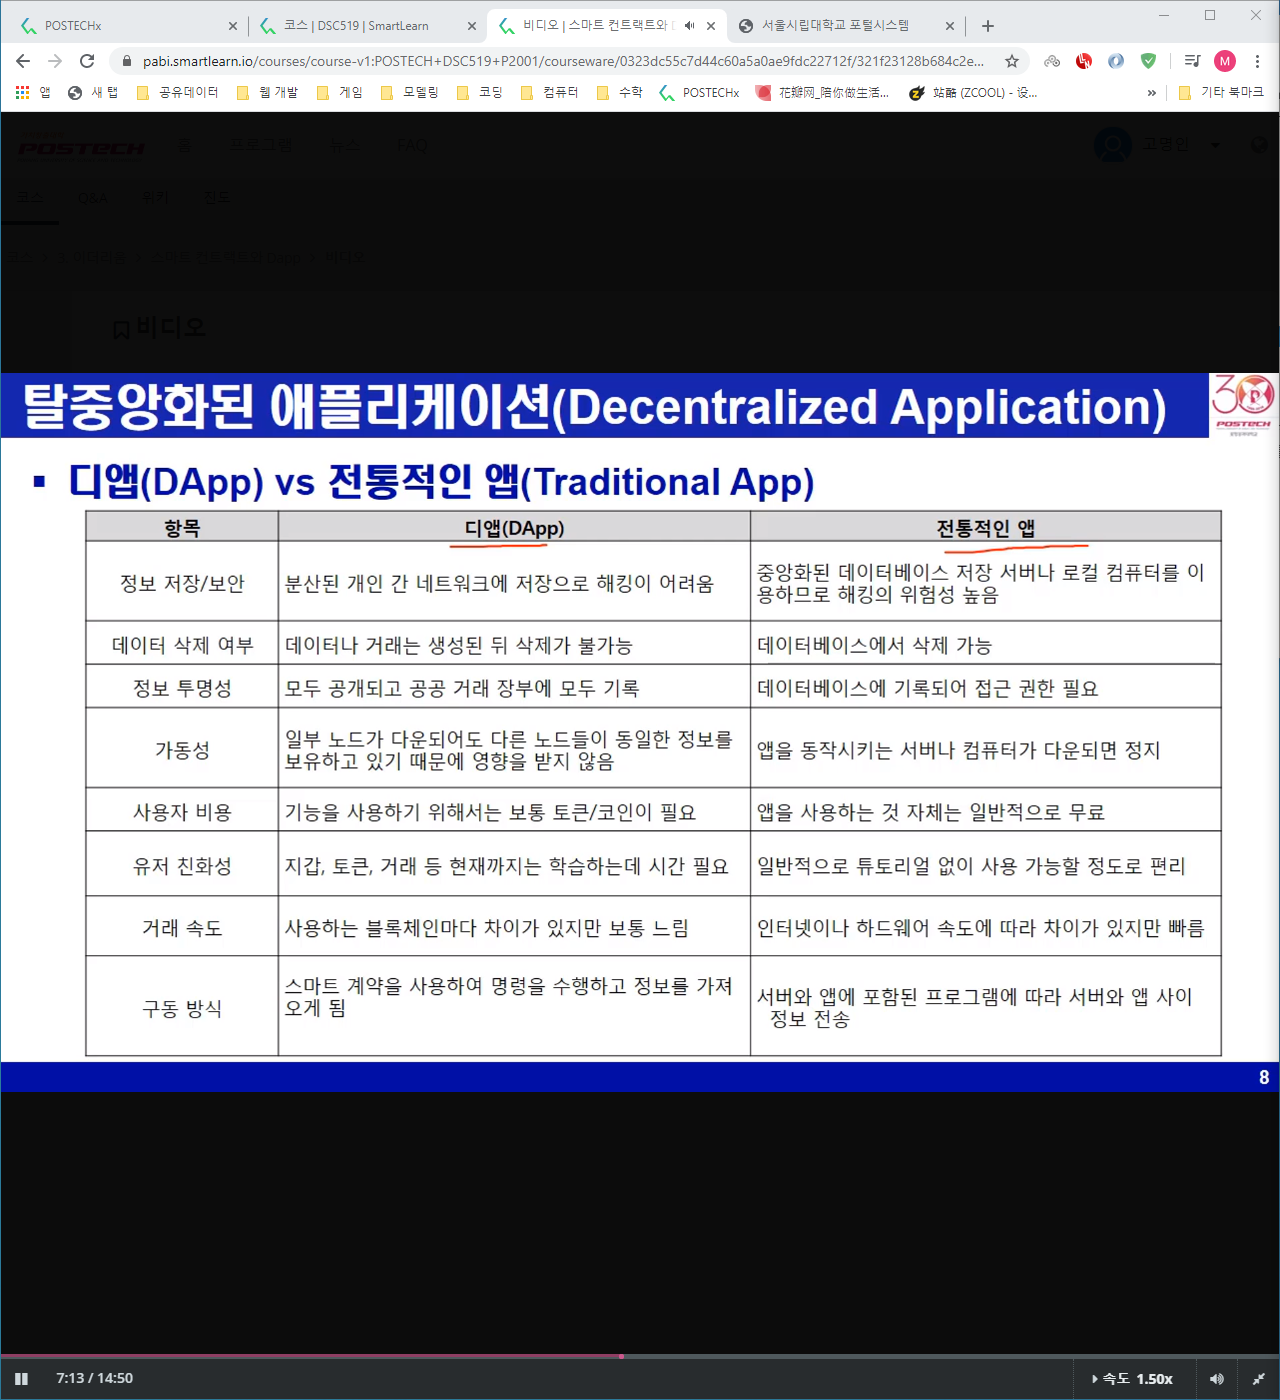 POSTECHx
코스 | DSC519 | SmartLearn
비디오 | 스마트 컨트랙트와
서울시립대학교 포털시스템
pabi.smartlearn.io/courses/course-v1:POSTECH+DSC519+P2001/courseware/0323dc55c7d44c60a5a0ae9fdc22712f/321f23128b684c2e...
M
앱
새 탭
공유데이터
웹 개발
게임
모델링
코딩
컴퓨터
수학
POSTECHx
花瓣网_陪你做生活...
站酷 (ZCOOL) - 设...
»
기타 북마크
POSTECH
홈
프로그램
뉴스
FAQ
고명인
코스
Q&A
위키
진도
비디오
탈중앙화된 애플리케이션(Decentralized Application)
POSTECH
▪ 디앱(DApp) vs 전통적인 앱(Traditional App)
항목
디앱(DApp)
전통적인 앱
정보 저장/보안
분산된 개인 간 네트워크에 저장으로 해킹이 어려움
중앙화된 데이터베이스 저장 서버나 로컬 컴퓨터를 이
용하므로 해킹의 위험성 높음
데이터 삭제 여부
데이터나 거래는 생성된 뒤 삭제가 불가능
데이터베이스에서 삭제 가능
정보 투명성
모두 공개되고 공공 거래 장부에 모두 기록
데이터베이스에 기록되어 접근 권한 필요
가동성
일부 노드가 다운되어도 다른 노드들이 동일한 정보를
보유하고 있기 때문에 영향을 받지 않음
앱을 동작시키는 서버나 컴퓨터가 다운되면 정지
사용자 비용
기능을 사용하기 위해서는 보통 토큰/코인이 필요
앱을 사용하는 것 자체는 일반적으로 무료
유저 친화성
지갑, 토큰, 거래 등 현재까지는 학습하는데 시간 필요
일반적으로 튜토리얼 없이 사용 가능할 정도로 편리
거래 속도
사용하는 블록체인마다 차이가 있지만 보통 느림
인터넷이나 하드웨어 속도에 따라 차이가 있지만 빠름
구동 방식
스마트 계약을 사용하여 명령을 수행하고 정보를 가져
오게 됨
서버와 앱에 포함된 프로그램에 따라 서버와 앱 사이
정보 전송
8
7:13 / 14:50
속도 1.50x